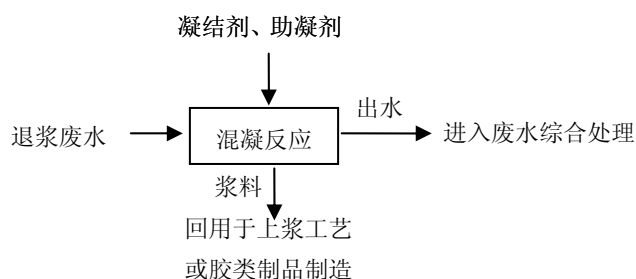 凝结剂、助凝剂
出水
退浆废水
混凝反应
进入废水综合处理
浆料
回用于上浆工艺
或胶类制品制造